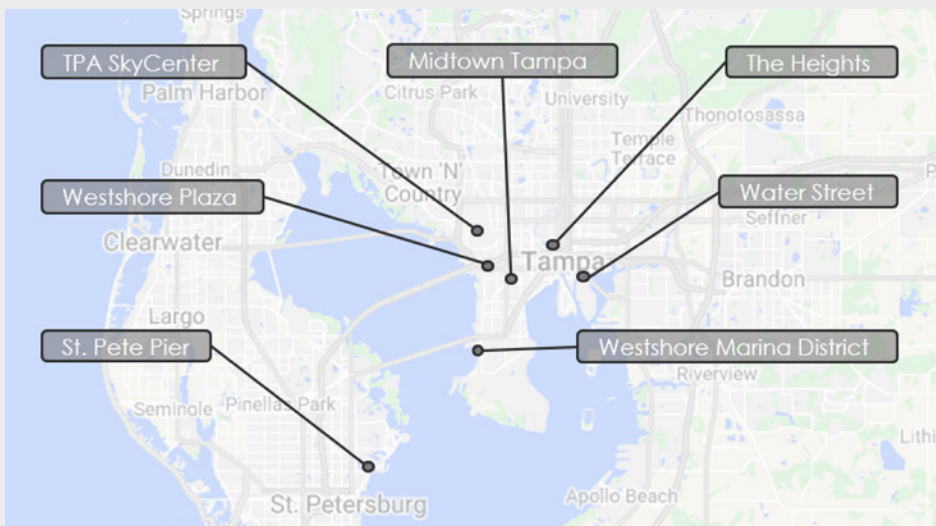 Springs
TPA SkyCenter
Midtown Tampa
The Heights
Palm Harbor
Citrus Park
University
Thonotosassa
Temple
Terrace
Dunedin
Town 'N'
Country
Westshore Plaza
Water Street
Seffner
Clearwater
Tampa
Brandon
Largo
St. Pete Pier
Westshore Marina District
Riverview
Seminole
Pinellas Park
Lithi
St. Petersburg
Apollo Beach